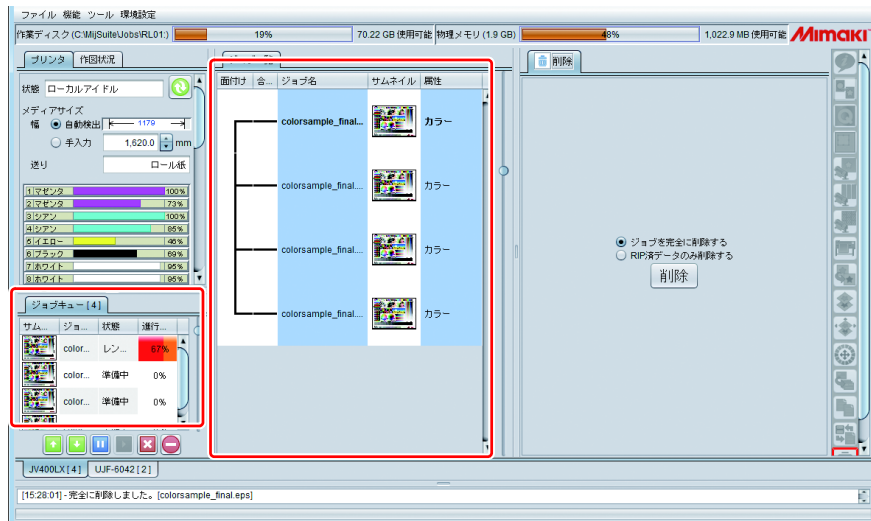 ファイル 機能 ツール 環境設定
作業ディスク (C:\MijSuite\Jobs\RL01:)
19%
70.22 GB 使用可能
物理メモリ (1.9 GB)
48%
1,022.9 MB 使用可能
Mimaki
プリンタ
作図状況
状態
ローカルアイドル
メディアサイズ
幅
自動検出
1179
手入力
1,620.0
mm
送り
ロール紙
1 マゼンタ 100%
2 マゼンタ 73%
3 シアン 100%
4 シアン 85%
5 イエロー 46%
6 ブラック 69%
7 ホワイト 95%
8 ホワイト 95%
ジョブキュー [ 4 ]
サム... ジョ... 状態 進行...
color... レン... 67%
color... 準備中 0%
color... 準備中 0%
JV400LX [ 4 ]
UJF-6042 [ 2 ]
面付け 合... ジョブ名 サムネイル 属性
colorsample_final... カラー
colorsample_final.... カラー
colorsample_final.... カラー
colorsample_final.... カラー
削除
ジョブを完全に削除する
RIP済データのみ削除する
削除
[15:28:01] - 完全に削除しました。[colorsample_final.eps]